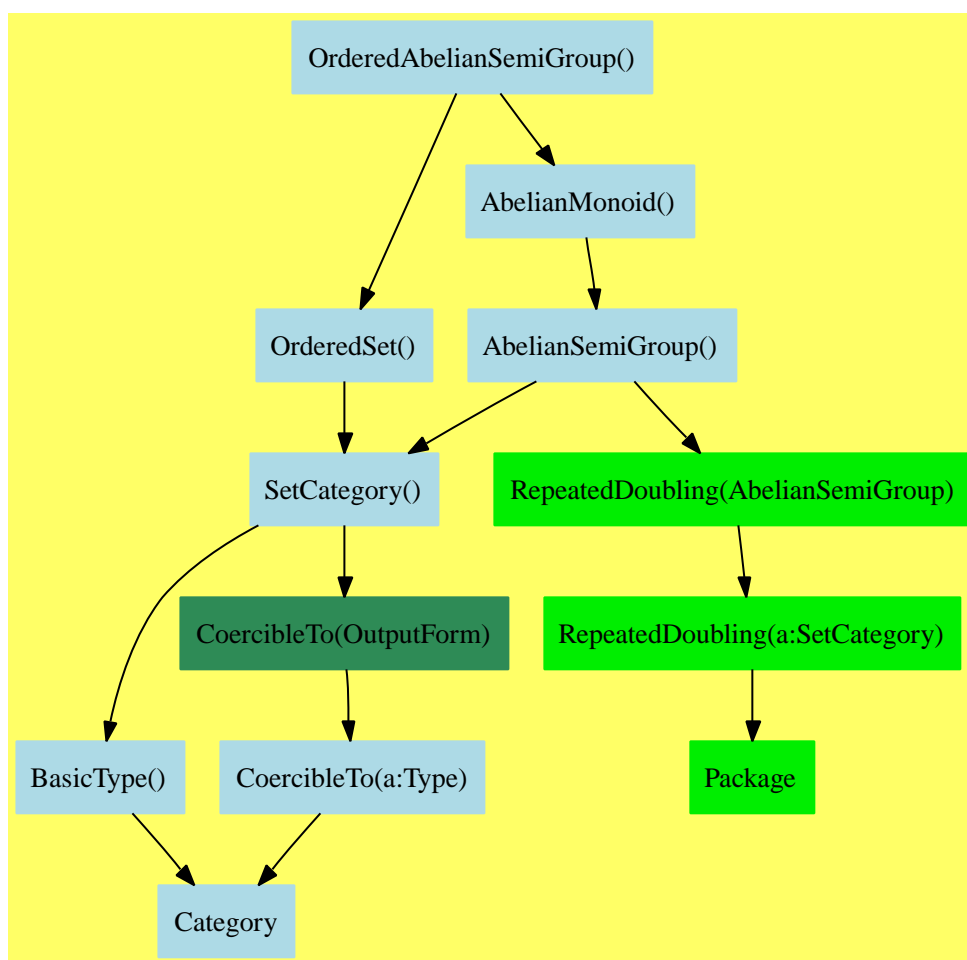 OrderedAbelianSemiGroup()
AbelianMonoid()
OrderedSet()
AbelianSemiGroup()
SetCategory()
RepeatedDoubling(AbelianSemiGroup)
CoercibleTo(OutputForm)
RepeatedDoubling(a:SetCategory)
BasicType()
CoercibleTo(a:Type)
Package
Category